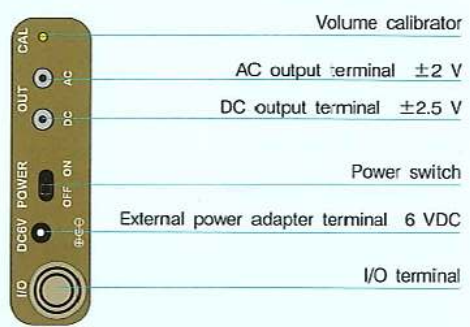 CAL
Volume calibrator
OUT
AC
AC output terminal ±2 V
DC
DC output terminal ±2.5 V
POWER
OFF ON
Power switch
DC6V
External power adapter terminal 6 VDC
I/O
I/O terminal